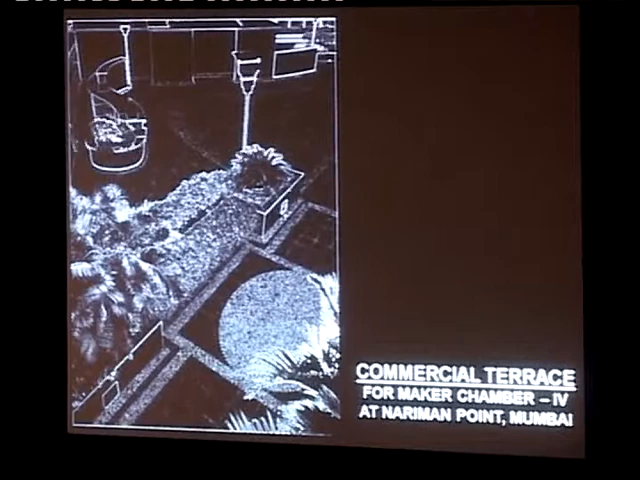 COMMERCIAL TERRACE
FOR MAKER CHAMBER – IV
AT NARIMAN POINT, MUMBAI